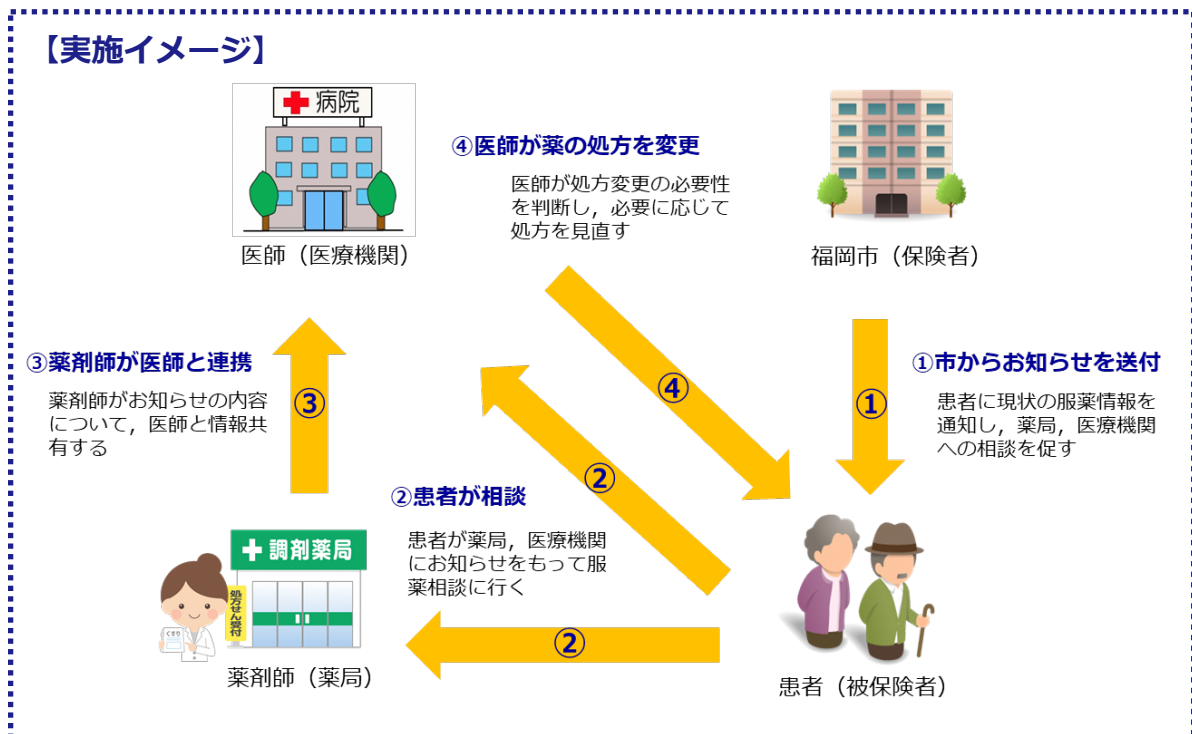 【実施イメージ】
病院
医師（医療機関）
④医師が薬の処方を変更
医師が処方変更の必要性
を判断し，必要に応じて
処方を見直す
福岡市（保険者）
①市からお知らせを送付
患者に現状の服薬情報を
通知し，薬局，医療機関
への相談を促す
①
④
③薬剤師が医師と連携
薬剤師がお知らせの内容
について，医師と情報共
有する
③
②患者が相談
患者が薬局，医療機関
にお知らせをもって服
薬相談に行く
②
②
調剤薬局
処方せん受付
くすり
薬剤師（薬局）
患者（被保険者）